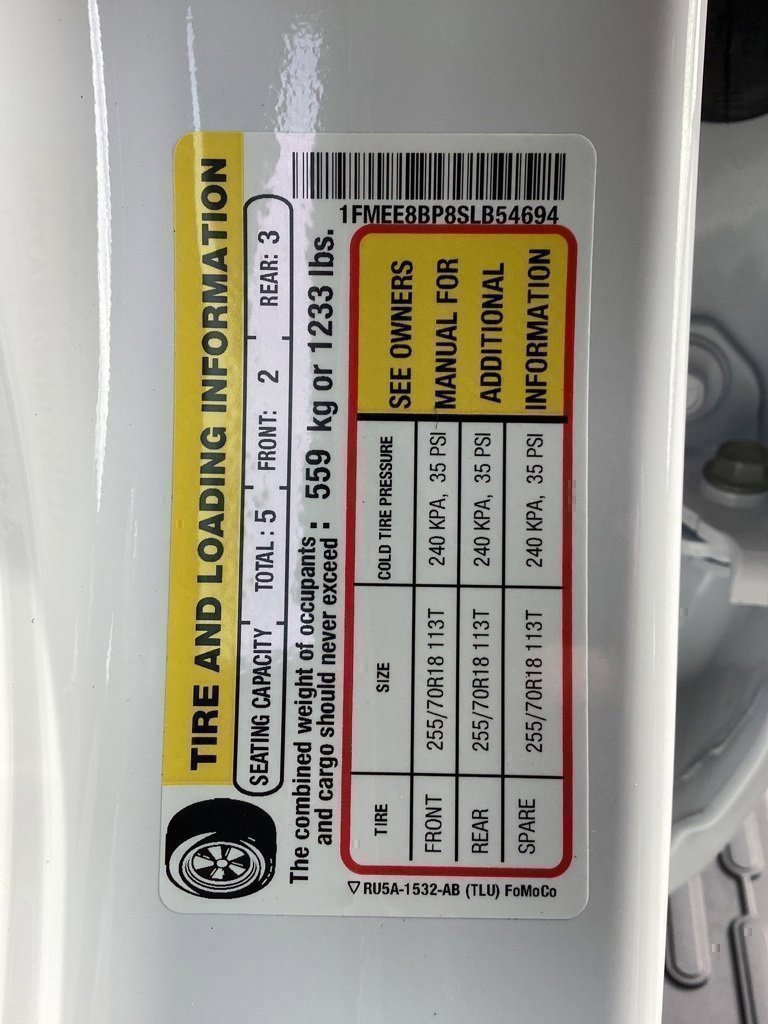 TIRE AND LOADING INFORMATION
SEATING CAPACITY TOTAL: 5 FRONT: 2 REAR: 3
The combined weight of occupants
and cargo should never exceed : 559 kg or 1233 lbs.
1FMEE8BP8SLB54694
TIRE SIZE COLD TIRE PRESSURE
FRONT 255/70R18 113T 240 KPA, 35 PSI
REAR 255/70R18 113T 240 KPA, 35 PSI
SPARE 255/70R18 113T 240 KPA, 35 PSI
SEE OWNERS
MANUAL FOR
ADDITIONAL
INFORMATION
▽ RU5A-1532-AB (TLU) FoMoCo